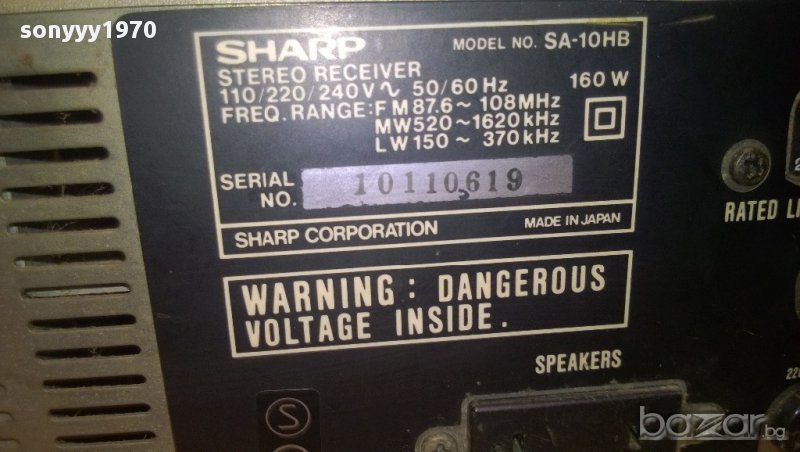 sonyyy1970
SHARP MODEL NO. SA-10HB
STEREO RECEIVER
110/220/240V∿ 50/60 Hz 160 W
FREQ. RANGE: FM 87.6~ 108MHz
MW 520~1620 kHz
LW 150~ 370 kHz
SERIAL NO. 10110619
SHARP CORPORATION MADE IN JAPAN
WARNING: DANGEROUS
VOLTAGE INSIDE.
RATED
SPEAKERS
S
bazar.bg